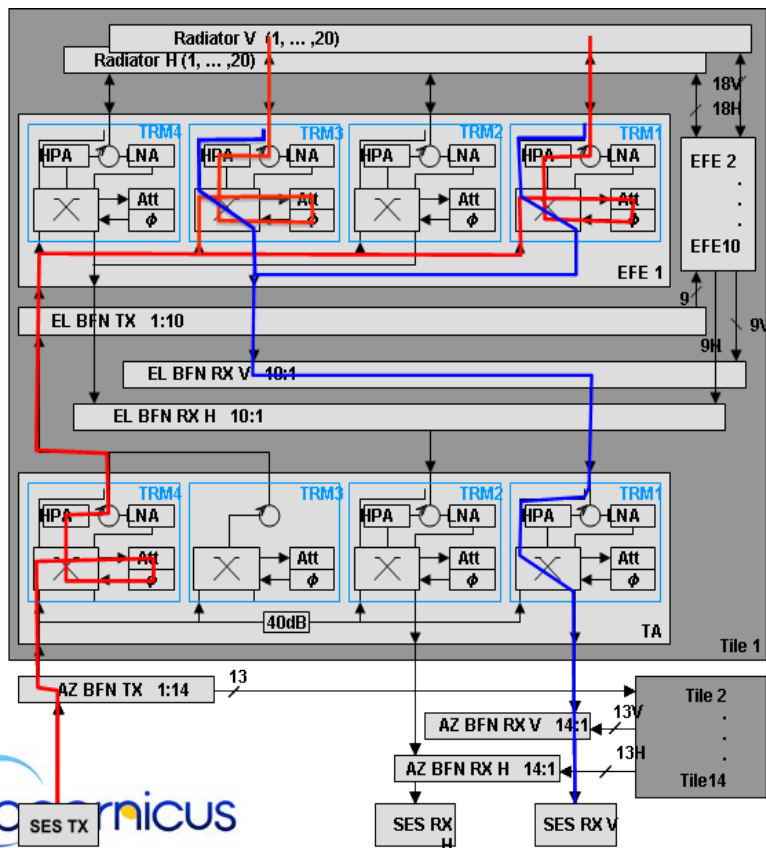 Radiator V (1, ... ,20)
Radiator H (1, ... ,20)
18V
18H
TRM4 TRM3 TRM2 TRM1
HPA LNA HPA LNA HPA LNA HPA LNA
Att Att Att Att
ϕ ϕ ϕ ϕ
EFE 1
EFE 2
.
.
.
EFE10
EL BFN TX 1:10
9
9V
9H
EL BFN RX V 10:1
EL BFN RX H 10:1
TRM4 TRM3 TRM2 TRM1
HPA LNA HPA LNA HPA LNA
Att Att Att Att
ϕ ϕ ϕ ϕ
40dB
TA
Tile 1
AZ BFN TX 1:14
13
Tile 2
.
.
.
Tile14
AZ BFN RX V 14:1
13V
AZ BFN RX H 14:1
13H
opernicus
SES TX
SES RX
H
SES RX V